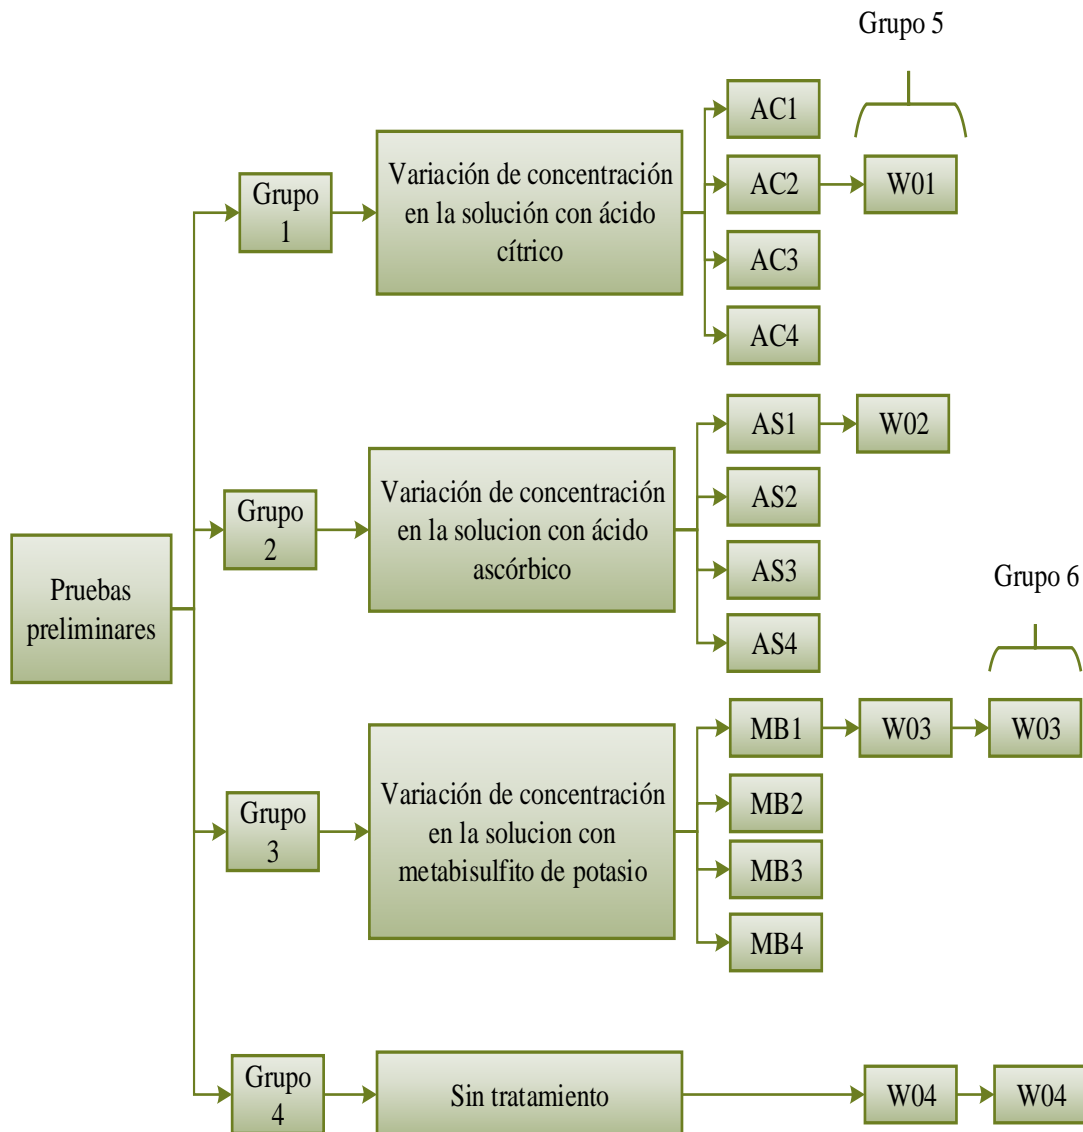 Grupo 5
Grupo
1
Variación de concentración
en la solución con ácido
cítrico
AC1
AC2
W01
AC3
AC4
Grupo
2
Variación de concentración
en la solucion con ácido
ascórbico
AS1
W02
AS2
AS3
AS4
Pruebas
preliminares
Grupo 6
Grupo
3
Variación de concentración
en la solucion con
metabisulfito de potasio
MB1
W03
W03
MB2
MB3
MB4
Grupo
4
Sin tratamiento
W04
W04